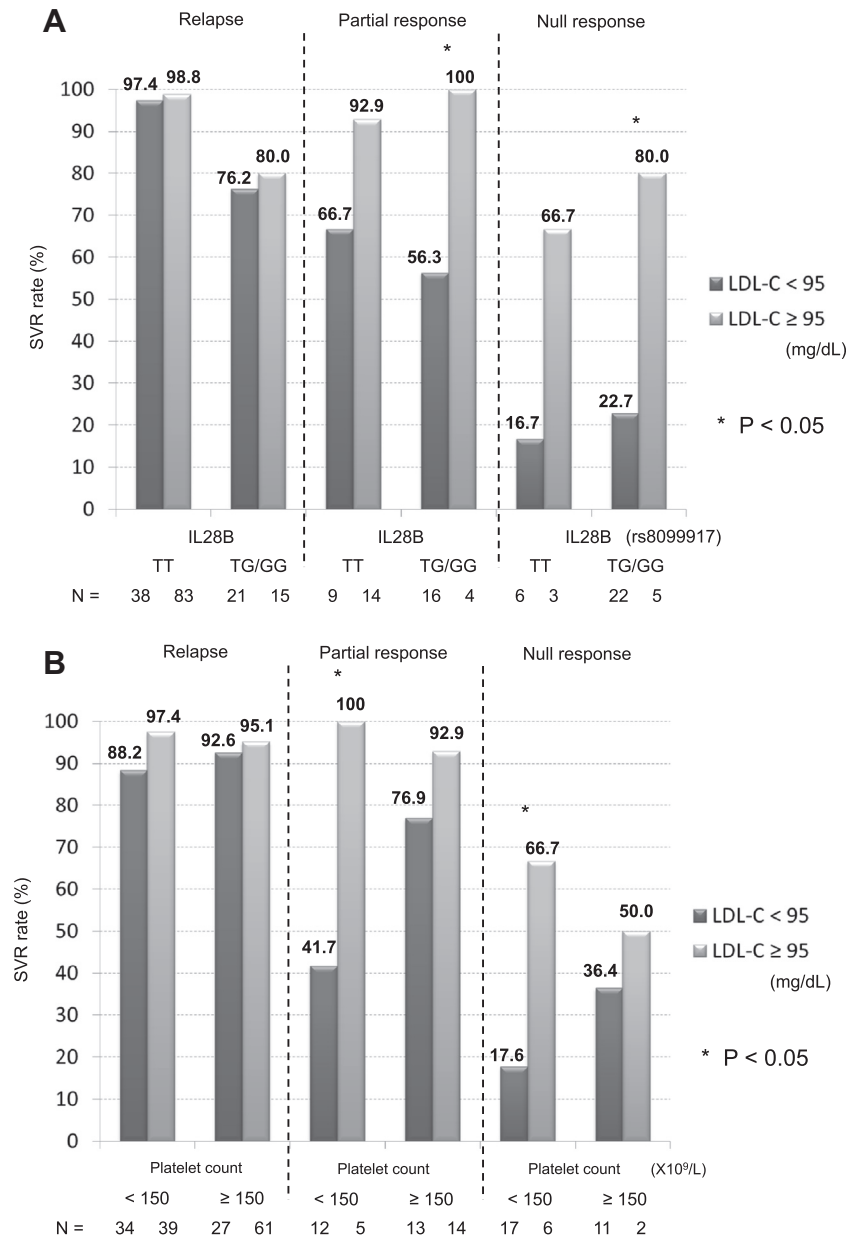 A
Relapse Partial response Null response
* *
97.4 98.8 76.2 80.0 66.7 92.9 56.3 100 16.7 66.7 22.7 80.0
100
90
80
70
60
50
40
30
20
10
0
SVR rate (%)
LDL-C < 95
LDL-C ≥ 95
(mg/dL)
* P < 0.05
IL28B IL28B IL28B (rs8099917)
TT TG/GG TT TG/GG TT TG/GG
N = 38 83 21 15 9 14 16 4 6 3 22 5
B
Relapse Partial response Null response
* *
88.2 97.4 92.6 95.1 41.7 100 76.9 92.9 17.6 66.7 36.4 50.0
100
90
80
70
60
50
40
30
20
10
0
SVR rate (%)
LDL-C < 95
LDL-C ≥ 95
(mg/dL)
* P < 0.05
Platelet count Platelet count Platelet count (X10⁹/L)
< 150 ≥ 150 < 150 ≥ 150 < 150 ≥ 150
N = 34 39 27 61 12 5 13 14 17 6 11 2